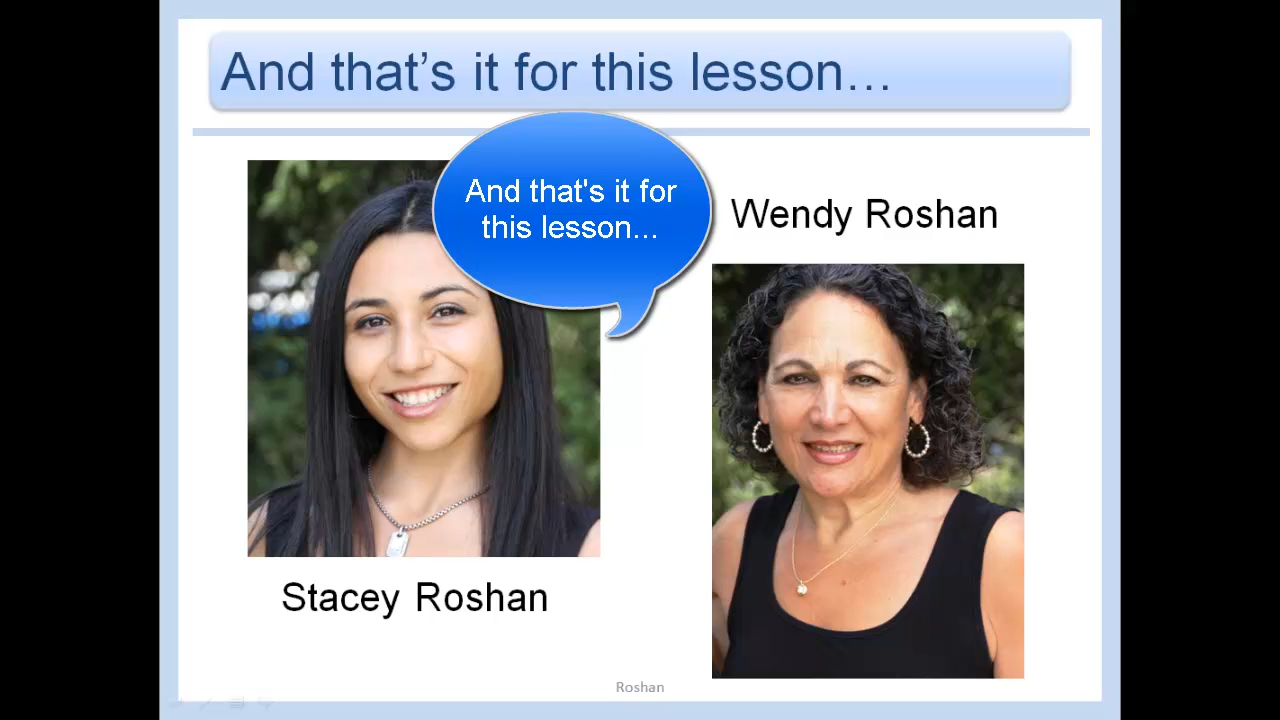 And that’s it for this lesson…
And that's it for
this lesson...
Wendy Roshan
Stacey Roshan
Roshan